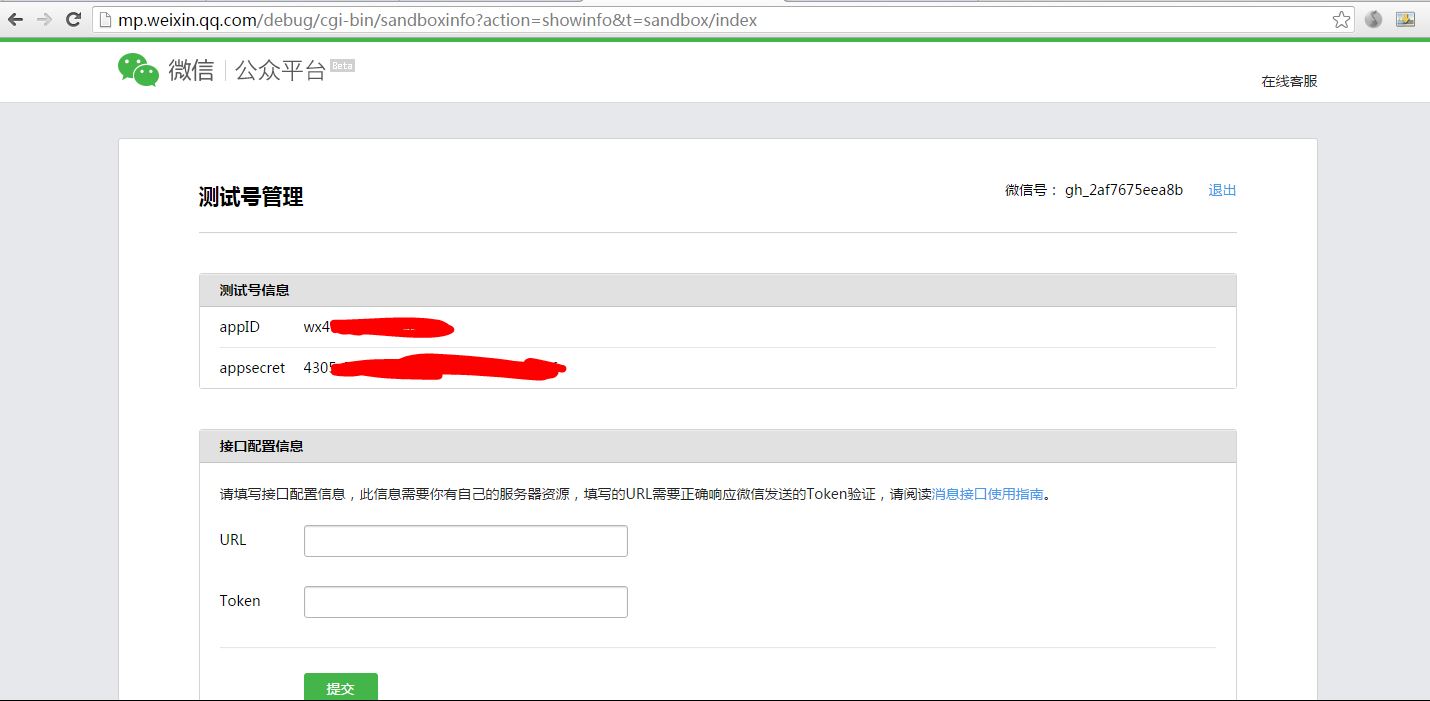 mp.weixin.qq.com/debug/cgi-bin/sandboxinfo?action=showinfo&t=sandbox/index
微信 | 公众平台 Beta
在线客服
测试号管理
微信号： gh_2af7675eea8b 退出
测试号信息
appID wx4
appsecret 4305
接口配置信息
请填写接口配置信息，此信息需要你有自己的服务器资源，填写的URL需要正确响应微信发送的Token验证，请阅读消息接口使用指南。
URL
Token
提交